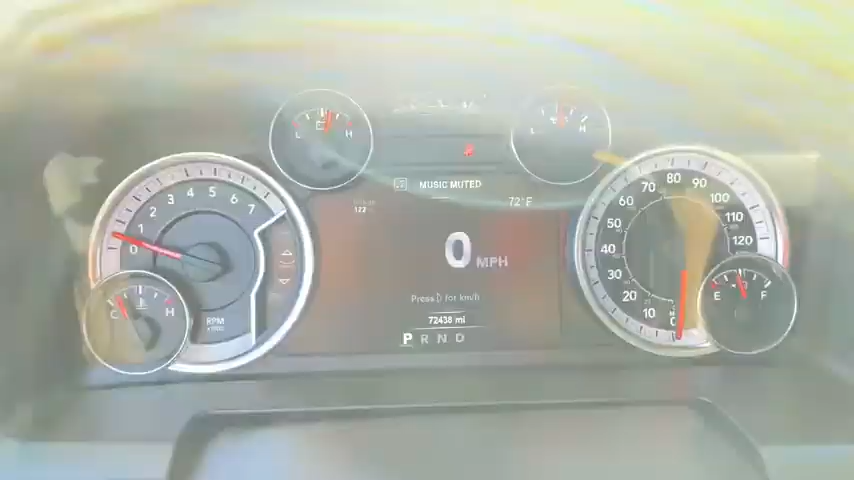 L H
L H
MUSIC MUTED
122
72°F
0 1 2 3 4 5 6 7
RPM
x1000
C H
0 MPH
Press for km/h
72438 mi
P R N D
10 20 30 40 50 60 70 80 90 100 110 120
E F